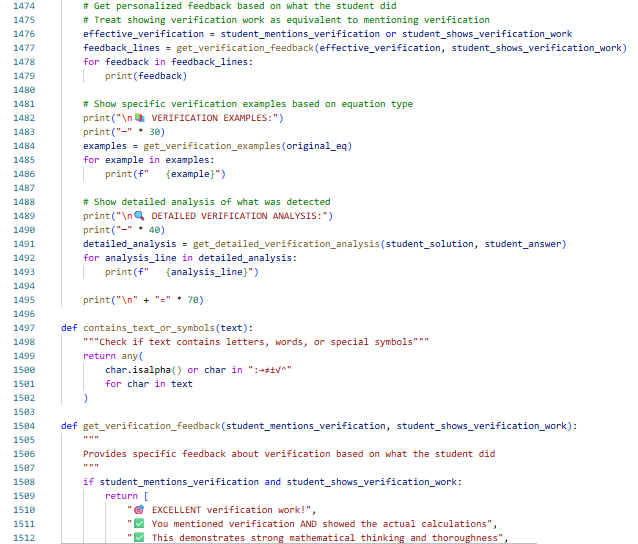 1474 # Get personalized feedback based on what the student did
1475 # Treat showing verification work as equivalent to mentioning verification
1476 effective_verification = student_mentions_verification or student_shows_verification_work
1477 feedback_lines = get_verification_feedback(effective_verification, student_shows_verification_work)
1478 for feedback in feedback_lines:
1479     print(feedback)
1480
1481 # Show specific verification examples based on equation type
1482 print("\n📚 VERIFICATION EXAMPLES:")
1483 print("─" * 30)
1484 examples = get_verification_examples(original_eq)
1485 for example in examples:
1486     print(f"   {example}")
1487
1488 # Show detailed analysis of what was detected
1489 print("\n🔍 DETAILED VERIFICATION ANALYSIS:")
1490 print("─" * 40)
1491 detailed_analysis = get_detailed_verification_analysis(student_solution, student_answer)
1492 for analysis_line in detailed_analysis:
1493     print(f"   {analysis_line}")
1494
1495 print("\n" + "=" * 70)
1496
1497 def contains_text_or_symbols(text):
1498     """Check if text contains letters, words, or special symbols"""
1499     return any(
1500         char.isalpha() or char in ":→≠±√^"
1501         for char in text
1502     )
1503
1504 def get_verification_feedback(student_mentions_verification, student_shows_verification_work):
1505     """
1506     Provides specific feedback about verification based on what the student did
1507     """
1508     if student_mentions_verification and student_shows_verification_work:
1509         return [
1510             "🎯 EXCELLENT verification work!",
1511             "✅ You mentioned verification AND showed the actual calculations",
1512             "✅ This demonstrates strong mathematical thinking and thoroughness",